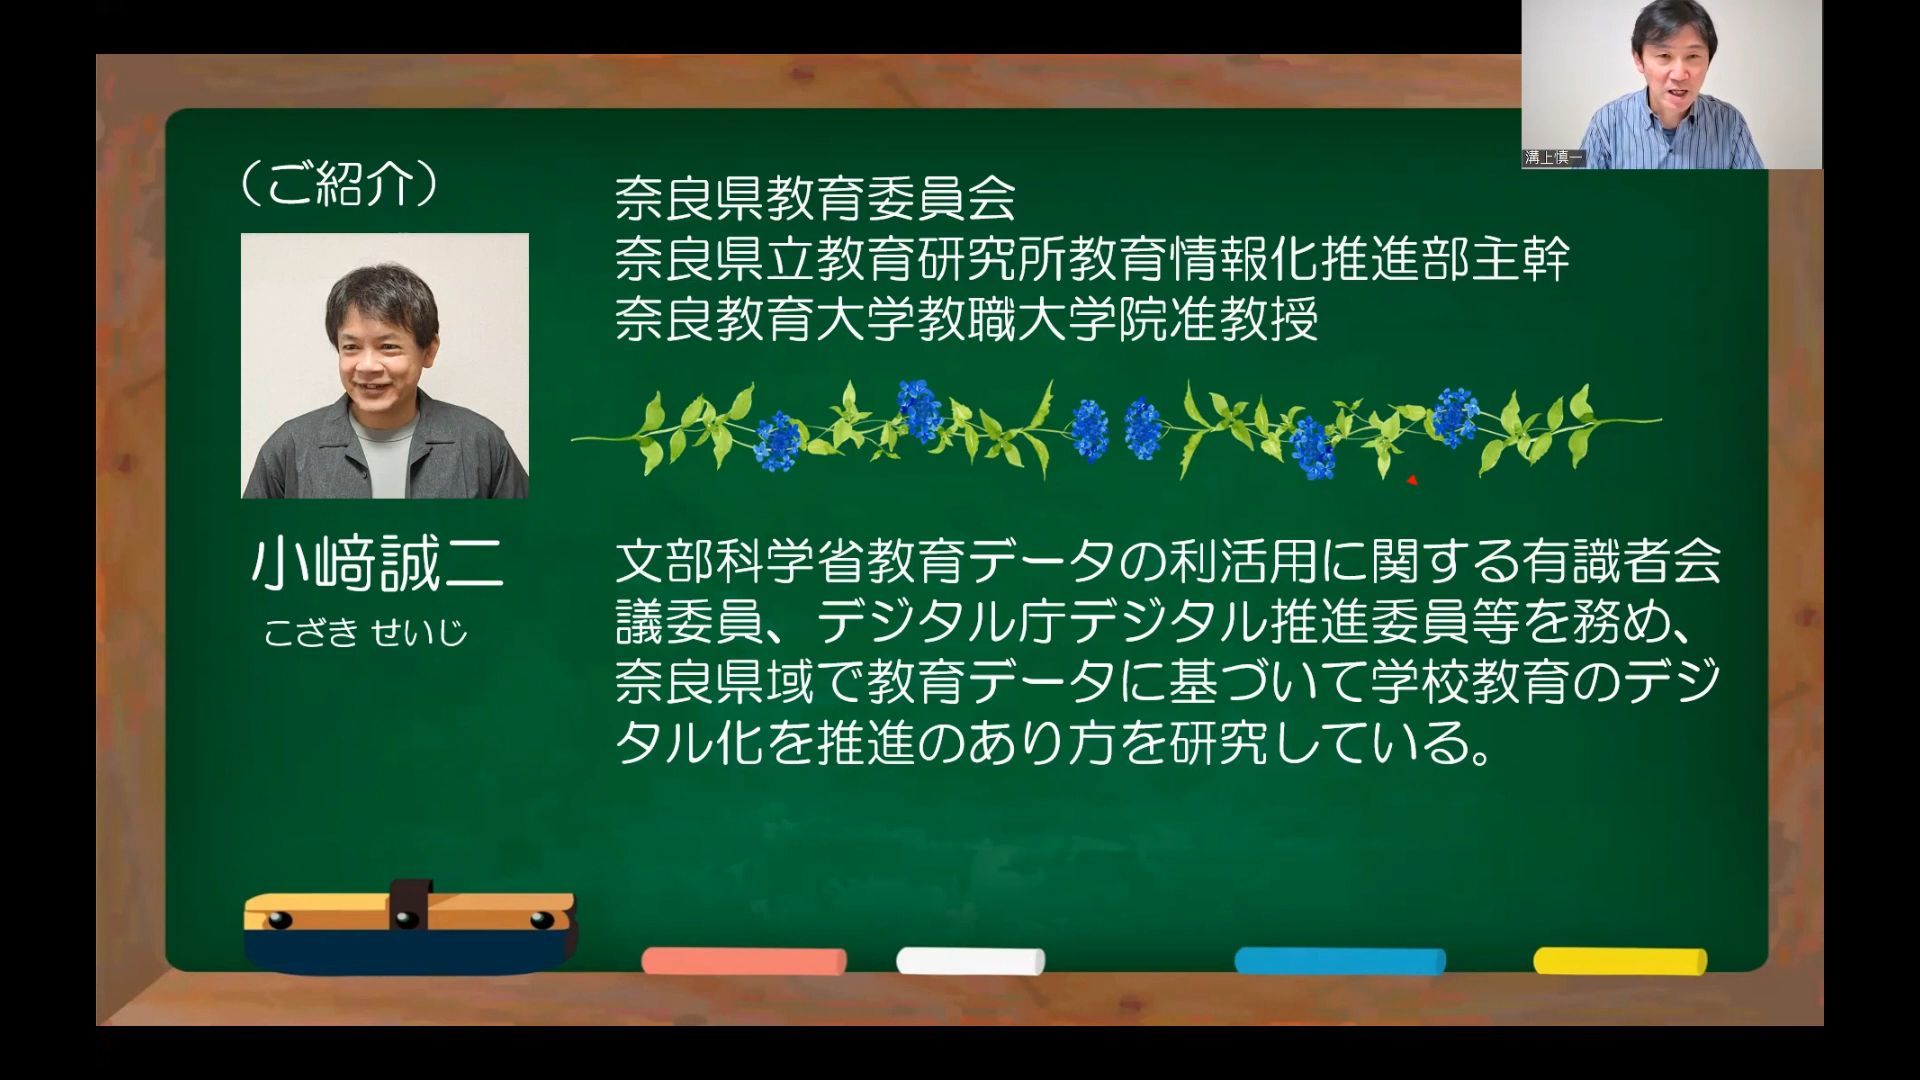 (ご紹介)
小﨑誠二
こざき せいじ
奈良県教育委員会
奈良県立教育研究所教育情報化推進部主幹
奈良教育大学教職大学院准教授
文部科学省教育データの利活用に関する有識者会
議委員、デジタル庁デジタル推進委員等を務め、
奈良県域で教育データに基づいて学校教育のデジ
タル化を推進のあり方を研究している。
溝上慎一